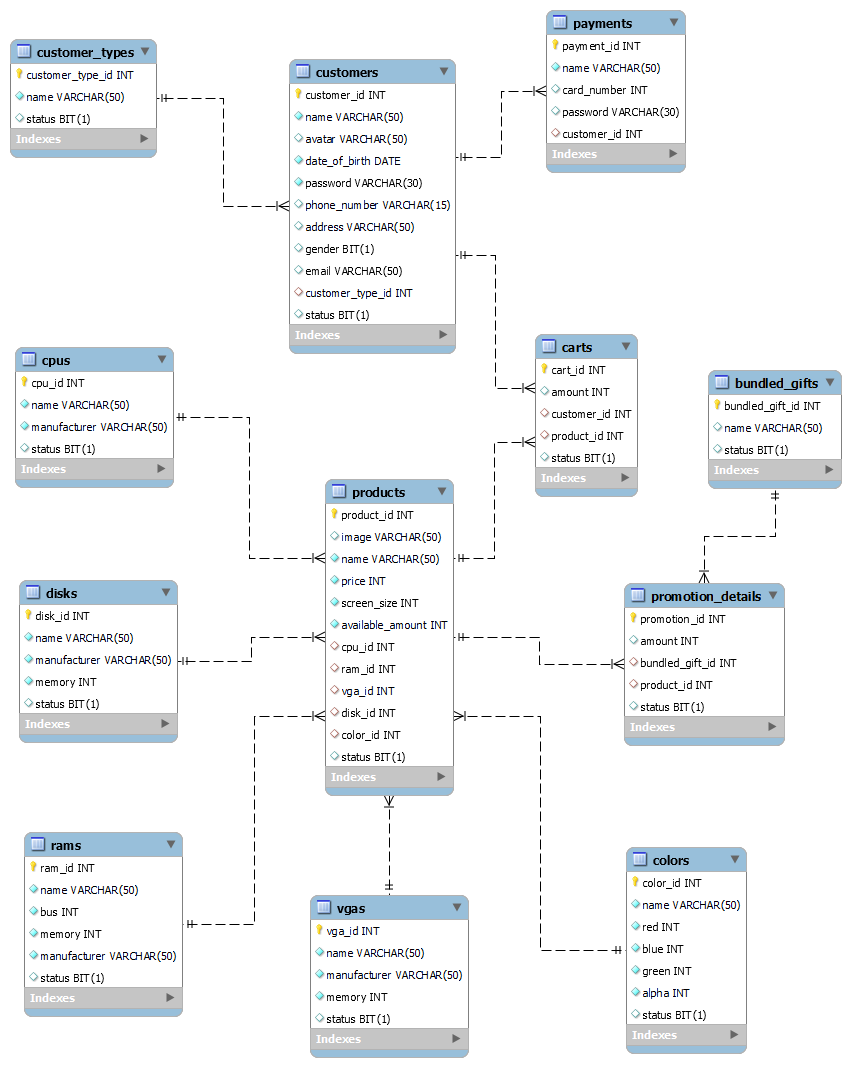 customer_types
customer_type_id INT
name VARCHAR(50)
status BIT(1)
Indexes
customers
customer_id INT
name VARCHAR(50)
avatar VARCHAR(50)
date_of_birth DATE
password VARCHAR(30)
phone_number VARCHAR(15)
address VARCHAR(50)
gender BIT(1)
email VARCHAR(50)
customer_type_id INT
status BIT(1)
Indexes
payments
payment_id INT
name VARCHAR(50)
card_number INT
password VARCHAR(30)
customer_id INT
Indexes
cpus
cpu_id INT
name VARCHAR(50)
manufacturer VARCHAR(50)
status BIT(1)
Indexes
carts
cart_id INT
amount INT
customer_id INT
product_id INT
status BIT(1)
Indexes
bundled_gifts
bundled_gift_id INT
name VARCHAR(50)
status BIT(1)
Indexes
products
product_id INT
image VARCHAR(50)
name VARCHAR(50)
price INT
screen_size INT
available_amount INT
cpu_id INT
ram_id INT
vga_id INT
disk_id INT
color_id INT
status BIT(1)
Indexes
disks
disk_id INT
name VARCHAR(50)
manufacturer VARCHAR(50)
memory INT
status BIT(1)
Indexes
promotion_details
promotion_id INT
amount INT
bundled_gift_id INT
product_id INT
status BIT(1)
Indexes
rams
ram_id INT
name VARCHAR(50)
bus INT
memory INT
manufacturer VARCHAR(50)
status BIT(1)
Indexes
vgas
vga_id INT
name VARCHAR(50)
manufacturer VARCHAR(50)
memory INT
status BIT(1)
Indexes
colors
color_id INT
name VARCHAR(50)
red INT
blue INT
green INT
alpha INT
status BIT(1)
Indexes